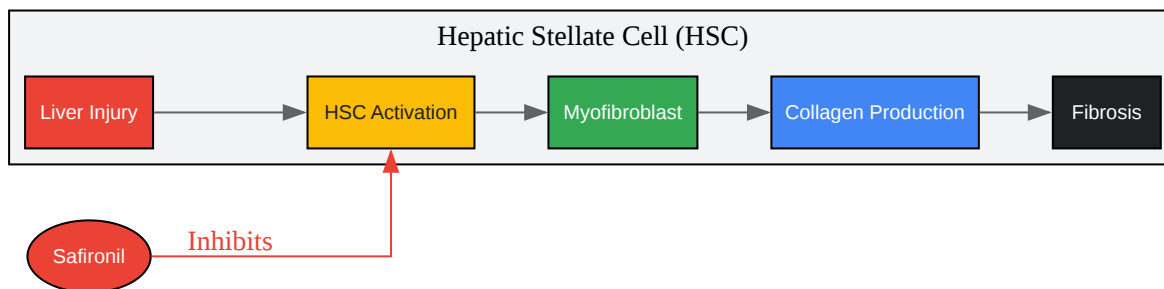 Hepatic Stellate Cell (HSC)
Liver Injury
HSC Activation
Myofibroblast
Collagen Production
Fibrosis
Safironil
Inhibits